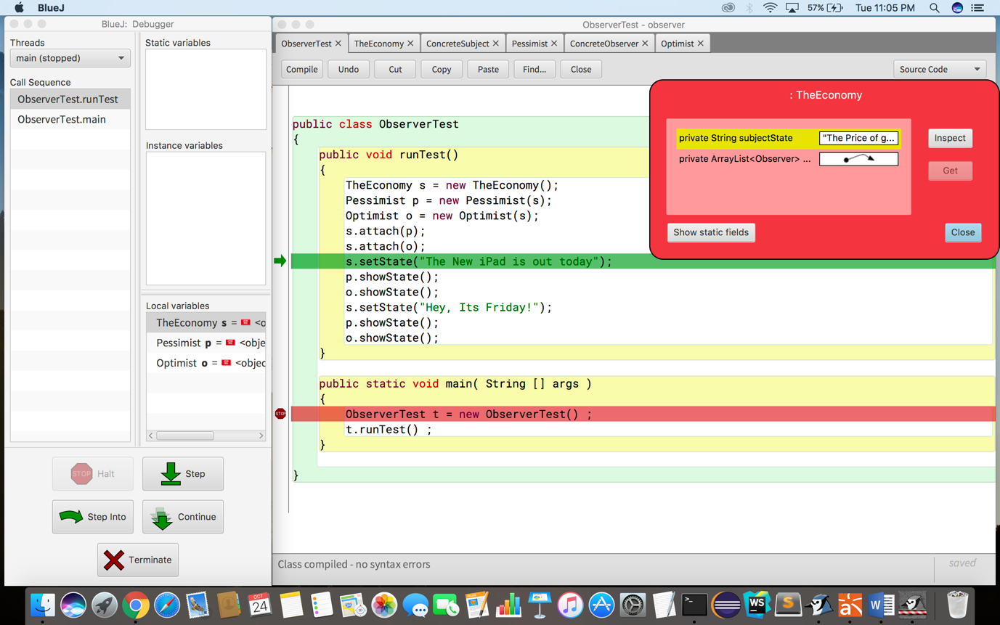 BlueJ
57%
Tue 11:05 PM
BlueJ: Debugger
Threads
main (stopped)
Call Sequence
ObserverTest.runTest
ObserverTest.main
Static variables
Instance variables
Local variables
TheEconomy s = <o
Pessimist p = <obje
Optimist o = <objec
STOP Halt
Step
Step Into
Continue
Terminate
ObserverTest - observer
ObserverTest ✕ TheEconomy ✕ ConcreteSubject ✕ Pessimist ✕ ConcreteObserver ✕ Optimist ✕
Compile Undo Cut Copy Paste Find... Close Source Code
public class ObserverTest
{
public void runTest()
{
TheEconomy s = new TheEconomy();
Pessimist p = new Pessimist(s);
Optimist o = new Optimist(s);
s.attach(p);
s.attach(o);
s.setState("The New iPad is out today");
p.showState();
o.showState();
s.setState("Hey, Its Friday!");
p.showState();
o.showState();
}
public static void main( String [] args )
{
STOP
ObserverTest t = new ObserverTest() ;
t.runTest() ;
}
}
: TheEconomy
private String subjectState "The Price of g...
private ArrayList<Observer> ...
Inspect
Get
Show static fields
Close
Class compiled - no syntax errors
saved
OCT
24
WS
S
W